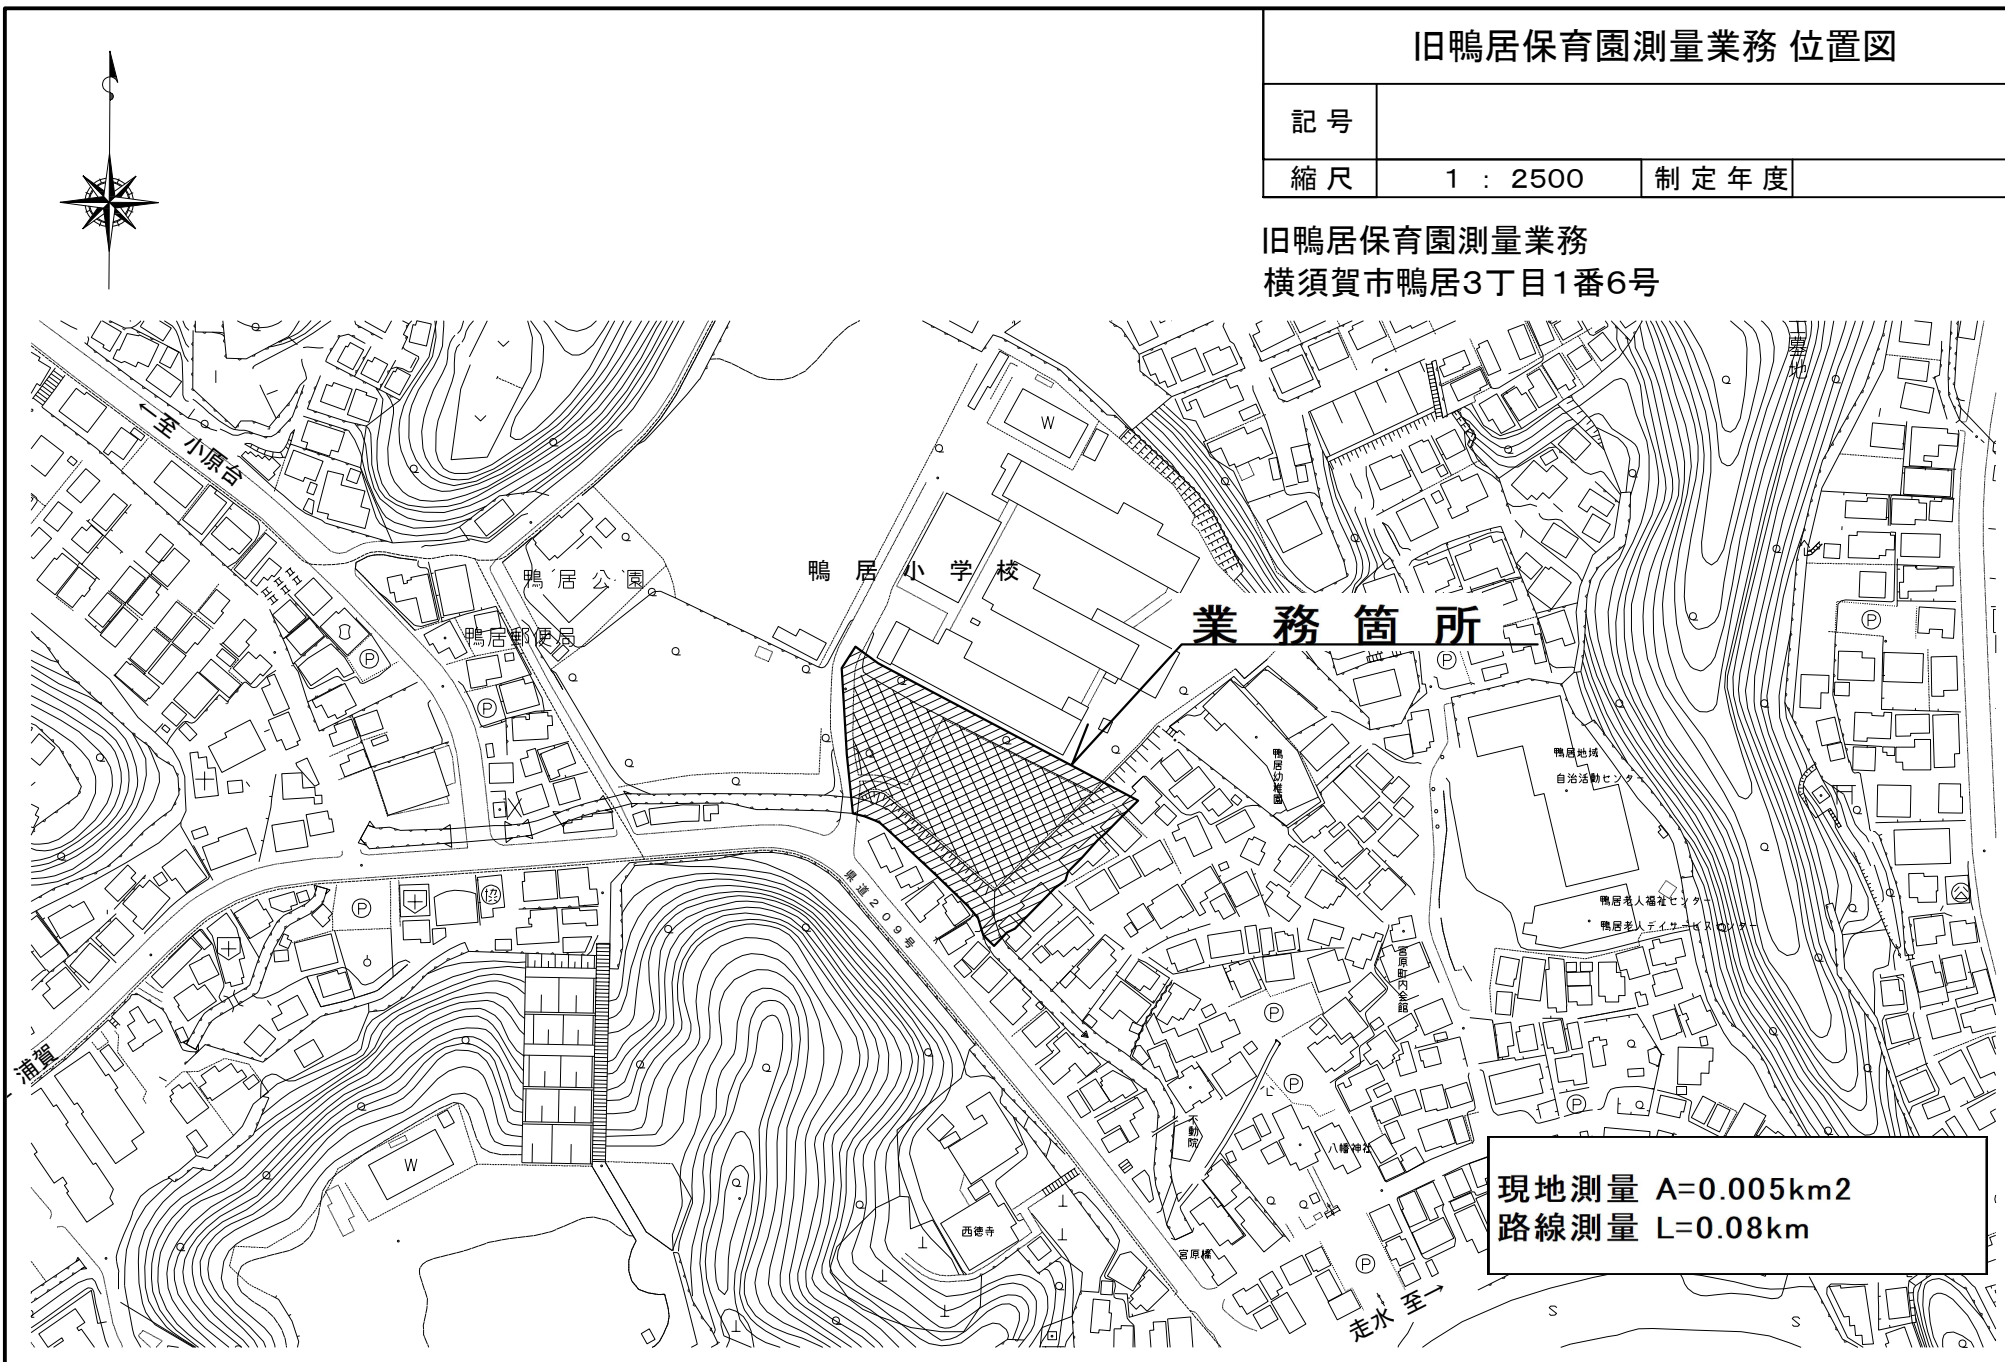 旧鴨居保育園測量業務 位置図
記号
縮尺 1 : 2500 制定年度
旧鴨居保育園測量業務
横須賀市鴨居3丁目1番6号
墓地
←至 小原台
W
鴨居公園
鴨居小学校
業務箇所
鴨居郵便局
P
P
P
P
鴨居幼稚園
鴨居地域
自治活動センター
県道209号
P
鴨居老人福祉センター
鴨居老人デイサービスセンター
宮原町内会館
P
浦賀
P
P
不動院
八幡神社
W
現地測量 A=0.005km2
路線測量 L=0.08km
西徳寺
宮原橋
P
走水 至→